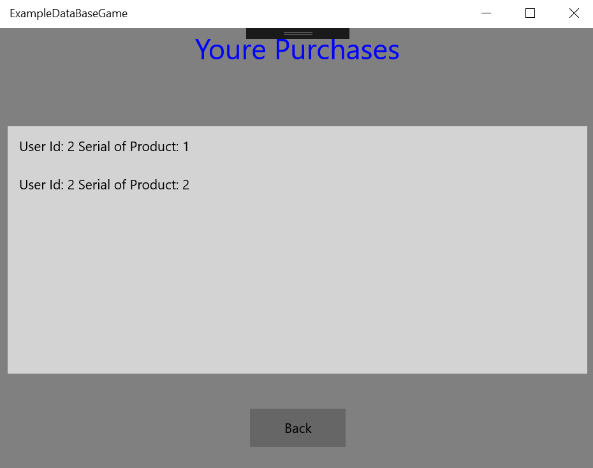 ExampleDataBaseGame
Youre Purchases
User Id: 2 Serial of Product: 1
User Id: 2 Serial of Product: 2
Back